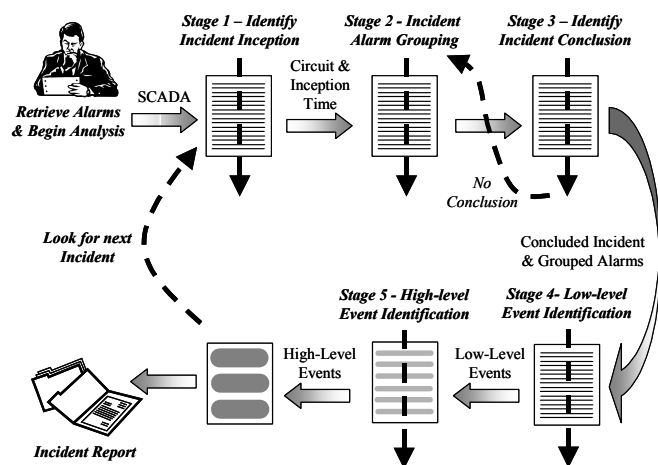 Stage 1 – Identify
Incident Inception
Stage 2 - Incident
Alarm Grouping
Stage 3 – Identify
Incident Conclusion
Retrieve Alarms
& Begin Analysis
SCADA
Circuit &
Inception
Time
No
Conclusion
Look for next
Incident
Concluded Incident
& Grouped Alarms
Stage 5 - High-level
Event Identification
Stage 4- Low-level
Event Identification
High-Level
Events
Low-Level
Events
Incident Report